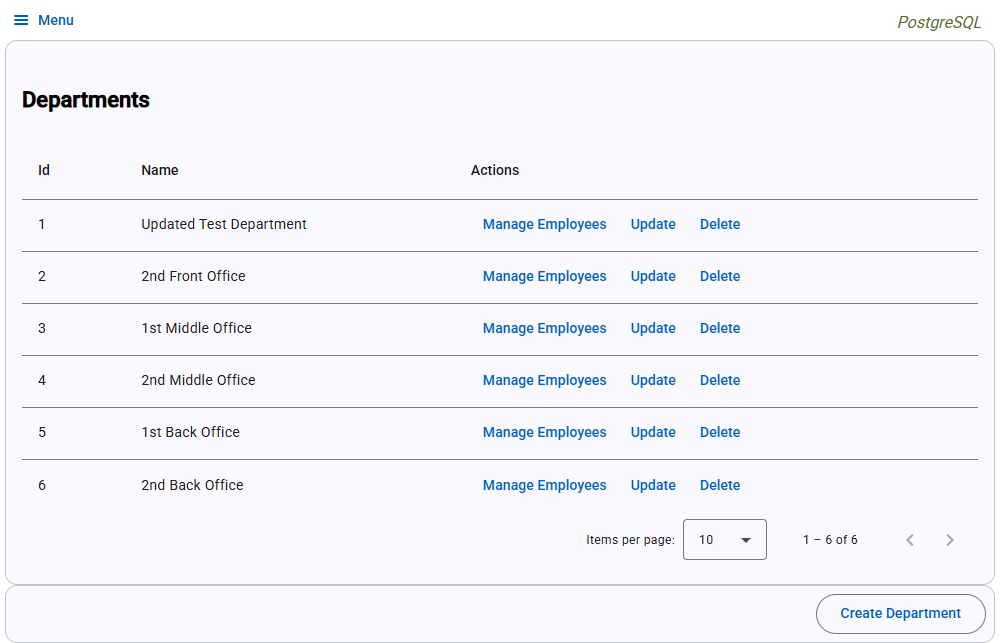 Menu
PostgreSQL
Departments
Id Name Actions
1 Updated Test Department Manage Employees Update Delete
2 2nd Front Office Manage Employees Update Delete
3 1st Middle Office Manage Employees Update Delete
4 2nd Middle Office Manage Employees Update Delete
5 1st Back Office Manage Employees Update Delete
6 2nd Back Office Manage Employees Update Delete
Items per page: 10 1 – 6 of 6
Create Department